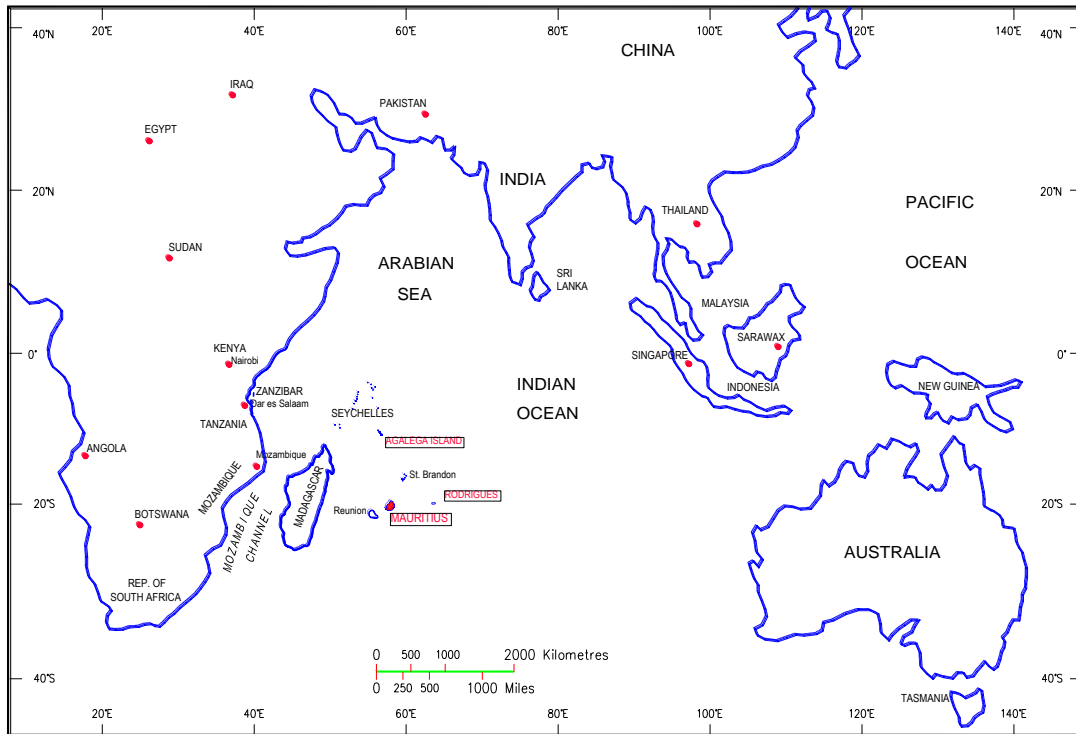 20°E 40°E 60°E 80°E 100°E 120°E 140°E
40°N
40°N
CHINA
IRAQ
PAKISTAN
EGYPT
INDIA
20°N
20°N
THAILAND
PACIFIC
OCEAN
SUDAN
ARABIAN
SEA
SRI
LANKA
MALAYSIA
SARAWAX
KENYA
Nairobi
0°
0°
SINGAPORE
INDIAN
OCEAN
INDONESIA
NEW GUINEA
ZANZIBAR
Dar es Salaam
SEYCHELLES
TANZANIA
AGALEGA ISLAND
ANGOLA
Mozambique
MOZAMBIQUE
MADAGASCAR
St. Brandon
RODRIGUES
20°S
20°S
Reunion
MAURITIUS
BOTSWANA
MOZAMBIQUE
CHANNEL
AUSTRALIA
REP. OF
SOUTH AFRICA
0 500 1000 2000 Kilometres
0 250 500 1000 Miles
40°S
40°S
TASMANIA
20°E 40°E 60°E 80°E 100°E 120°E 140°E